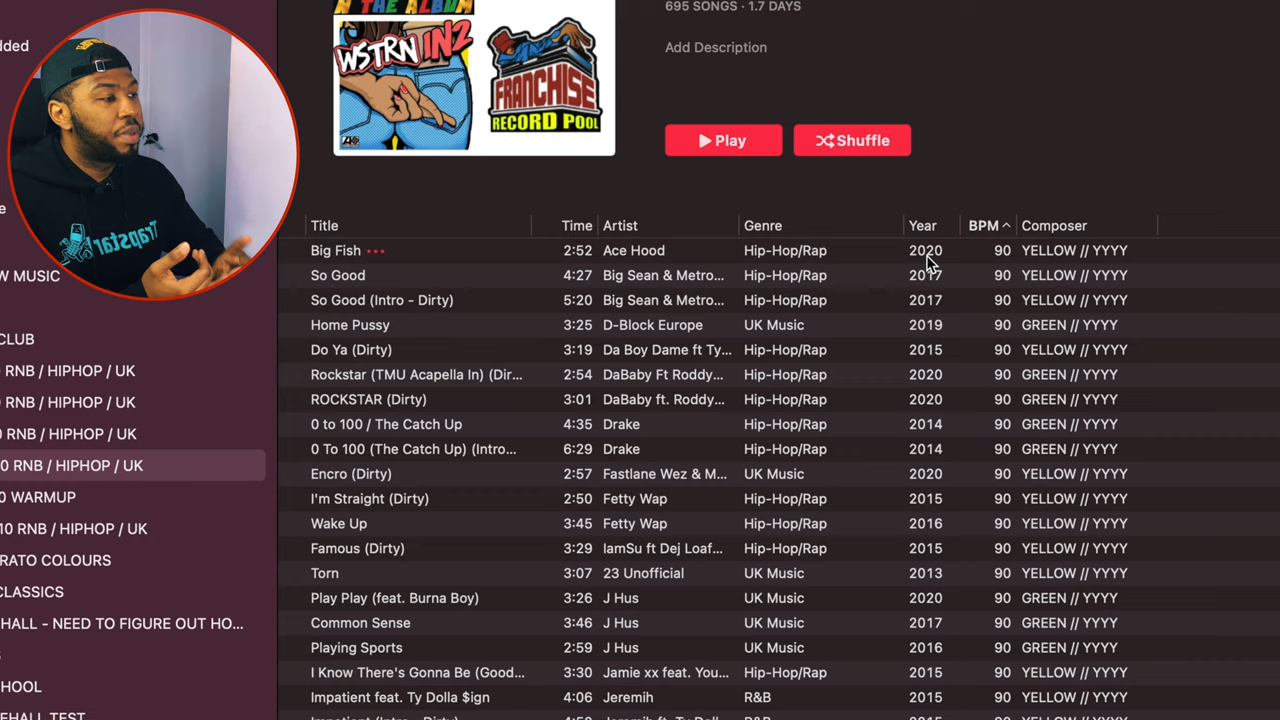 N THE ALBUM
WSTRN IN2
FRANCHISE
RECORD POOL
695 SONGS · 1.7 DAYS
Add Description
Play
Shuffle
Trapstar
dded
e
W MUSIC
CLUB
0 RNB / HIPHOP / UK
0 RNB / HIPHOP / UK
0 RNB / HIPHOP / UK
0 RNB / HIPHOP / UK
0 WARMUP
10 RNB / HIPHOP / UK
RATO COLOURS
CLASSICS
HALL - NEED TO FIGURE OUT HO...
HOOL
EHALL TEST
Title Time Artist Genre Year BPM Composer
Big Fish ••• 2:52 Ace Hood Hip-Hop/Rap 2020 90 YELLOW // YYYY
So Good 4:27 Big Sean & Metro... Hip-Hop/Rap 2017 90 YELLOW // YYYY
So Good (Intro - Dirty) 5:20 Big Sean & Metro... Hip-Hop/Rap 2017 90 YELLOW // YYYY
Home Pussy 3:25 D-Block Europe UK Music 2019 90 GREEN // YYYY
Do Ya (Dirty) 3:19 Da Boy Dame ft Ty... Hip-Hop/Rap 2015 90 YELLOW // YYYY
Rockstar (TMU Acapella In) (Dir... 2:54 DaBaby Ft Roddy... Hip-Hop/Rap 2020 90 GREEN // YYYY
ROCKSTAR (Dirty) 3:01 DaBaby ft. Roddy... Hip-Hop/Rap 2020 90 GREEN // YYYY
0 to 100 / The Catch Up 4:35 Drake Hip-Hop/Rap 2014 90 GREEN // YYYY
0 To 100 (The Catch Up) (Intro... 6:29 Drake Hip-Hop/Rap 2014 90 GREEN // YYYY
Encro (Dirty) 2:57 Fastlane Wez & M... UK Music 2020 90 YELLOW // YYYY
I'm Straight (Dirty) 2:50 Fetty Wap Hip-Hop/Rap 2015 90 YELLOW // YYYY
Wake Up 3:45 Fetty Wap Hip-Hop/Rap 2016 90 YELLOW // YYYY
Famous (Dirty) 3:29 IamSu ft Dej Loaf... Hip-Hop/Rap 2015 90 YELLOW // YYYY
Torn 3:07 23 Unofficial UK Music 2013 90 YELLOW // YYYY
Play Play (feat. Burna Boy) 3:26 J Hus UK Music 2020 90 GREEN // YYYY
Common Sense 3:46 J Hus UK Music 2017 90 GREEN // YYYY
Playing Sports 2:59 J Hus UK Music 2016 90 GREEN // YYYY
I Know There's Gonna Be (Good... 3:30 Jamie xx feat. You... Hip-Hop/Rap 2015 90 YELLOW // YYYY
Impatient feat. Ty Dolla $ign 4:06 Jeremih R&B 2015 90 YELLOW // YYYY